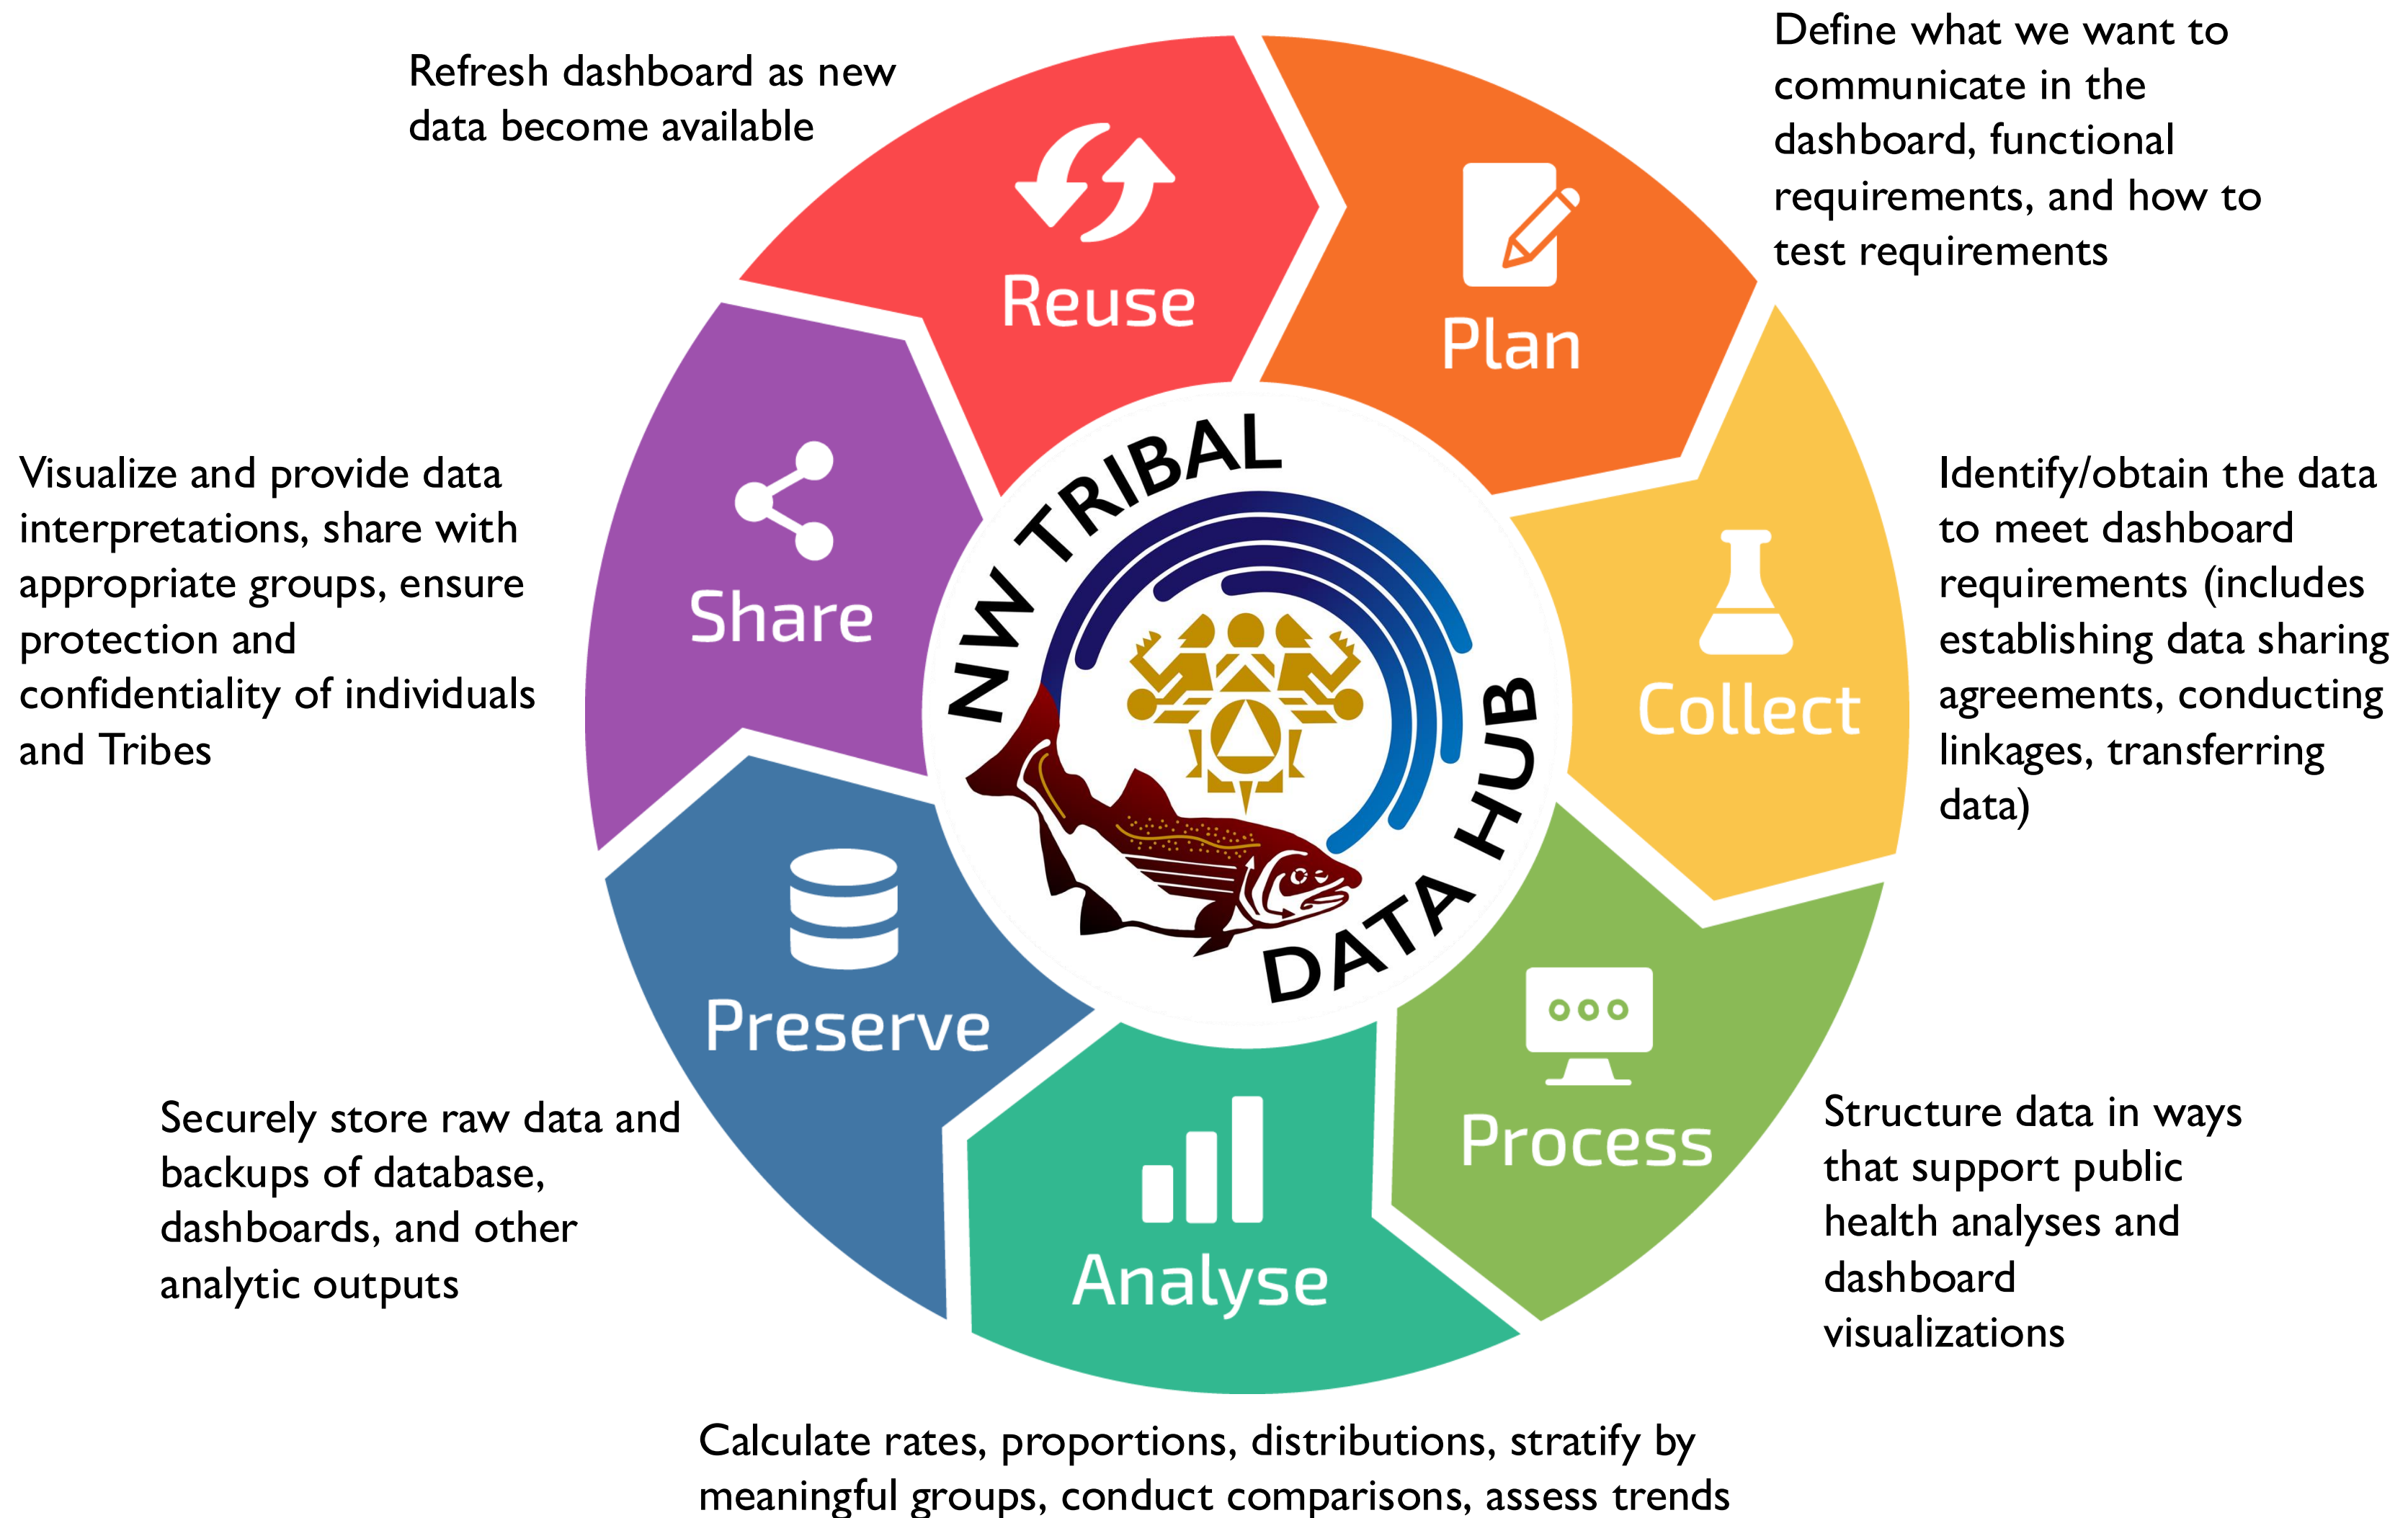 Refresh dashboard as new
data become available
Reuse
Define what we want to
communicate in the
dashboard, functional
requirements, and how to
test requirements
Plan
Identify/obtain the data
to meet dashboard
requirements (includes
establishing data sharing
agreements, conducting
linkages, transferring
data)
Collect
Structure data in ways
that support public
health analyses and
dashboard
visualizations
Process
Calculate rates, proportions, distributions, stratify by
meaningful groups, conduct comparisons, assess trends
Analyse
Securely store raw data and
backups of database,
dashboards, and other
analytic outputs
Preserve
Visualize and provide data
interpretations, share with
appropriate groups, ensure
protection and
confidentiality of individuals
and Tribes
Share
NW TRIBAL
DATA HUB